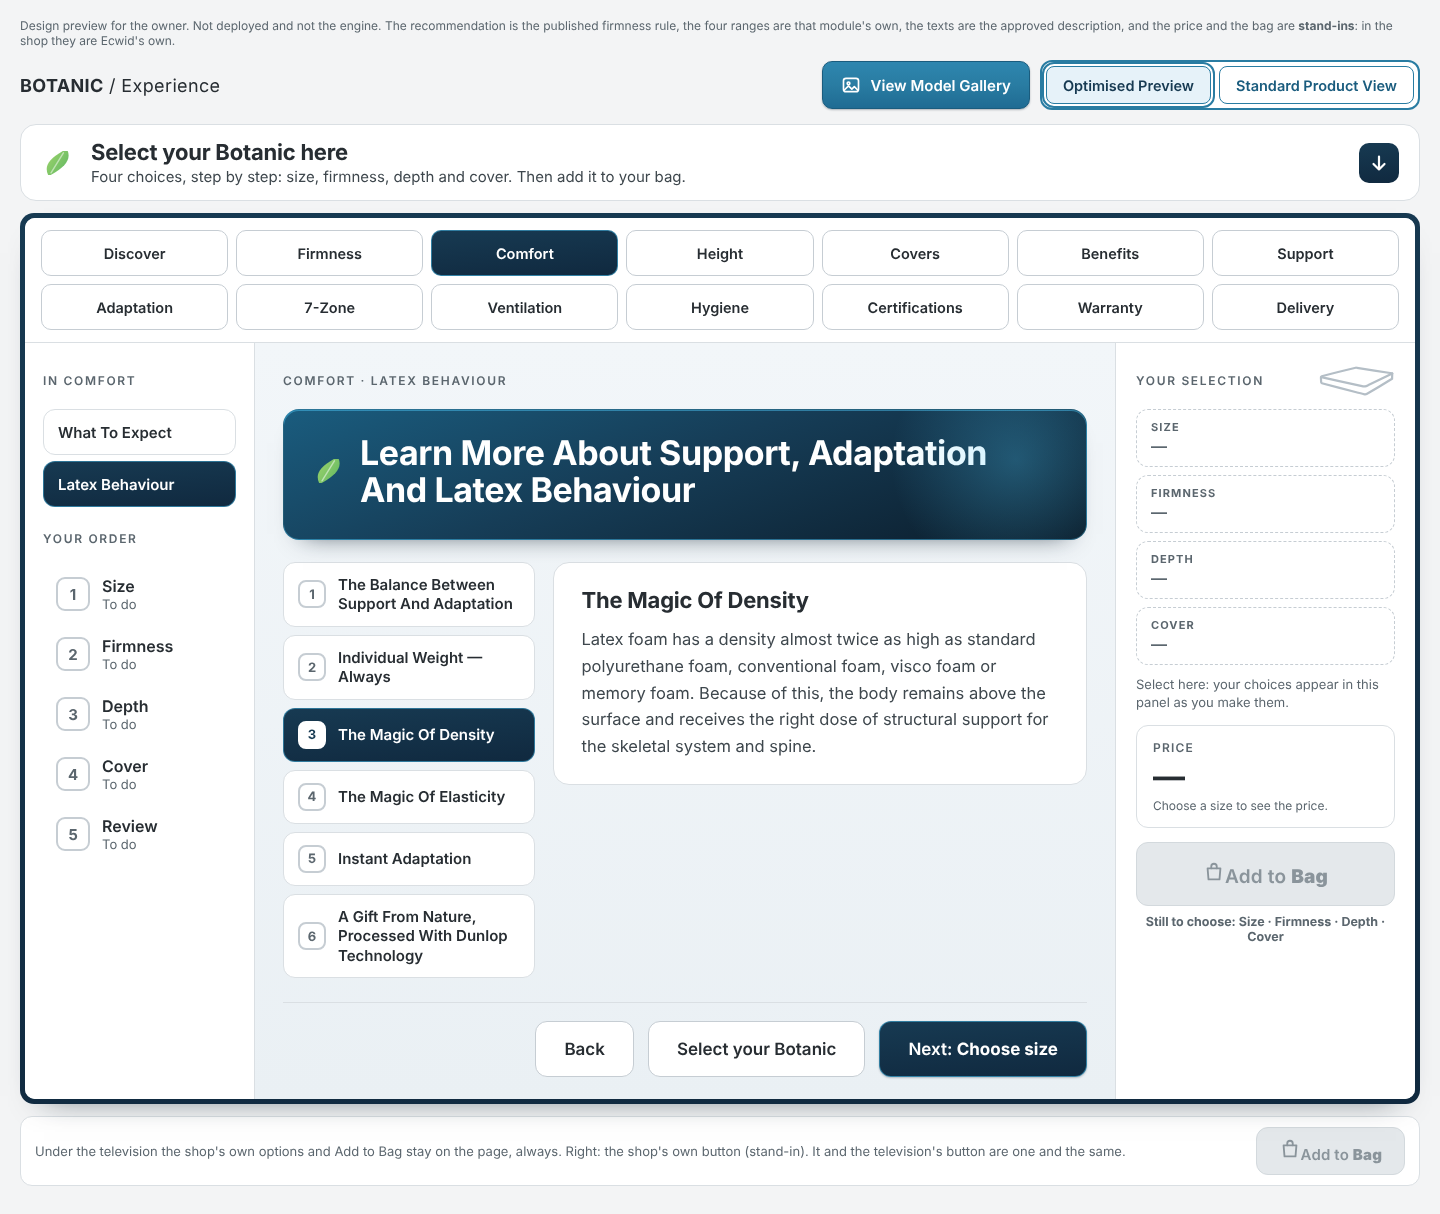 Design preview for the owner. Not deployed and not the engine. The recommendation is the published firmness rule, the four ranges are that module's own, the texts are the approved description, and the price and the bag are stand-ins: in the
shop they are Ecwid's own.
BOTANIC / Experience
View Model Gallery
Optimised Preview
Standard Product View
Select your Botanic here
Four choices, step by step: size, firmness, depth and cover. Then add it to your bag.
Discover
Firmness
Comfort
Height
Covers
Benefits
Support
Adaptation
7-Zone
Ventilation
Hygiene
Certifications
Warranty
Delivery
IN COMFORT
What To Expect
Latex Behaviour
YOUR ORDER
1
Size
To do
2
Firmness
To do
3
Depth
To do
4
Cover
To do
5
Review
To do
COMFORT · LATEX BEHAVIOUR
Learn More About Support, Adaptation
And Latex Behaviour
1
The Balance Between
Support And Adaptation
2
Individual Weight —
Always
3
The Magic Of Density
4
The Magic Of Elasticity
5
Instant Adaptation
6
A Gift From Nature,
Processed With Dunlop
Technology
The Magic Of Density
Latex foam has a density almost twice as high as standard
polyurethane foam, conventional foam, visco foam or
memory foam. Because of this, the body remains above the
surface and receives the right dose of structural support for
the skeletal system and spine.
Back
Select your Botanic
Next: Choose size
YOUR SELECTION
SIZE
—
FIRMNESS
—
DEPTH
—
COVER
—
Select here: your choices appear in this
panel as you make them.
PRICE
—
Choose a size to see the price.
Add to Bag
Still to choose: Size · Firmness · Depth ·
Cover
Under the television the shop's own options and Add to Bag stay on the page, always. Right: the shop's own button (stand-in). It and the television's button are one and the same.
Add to Bag